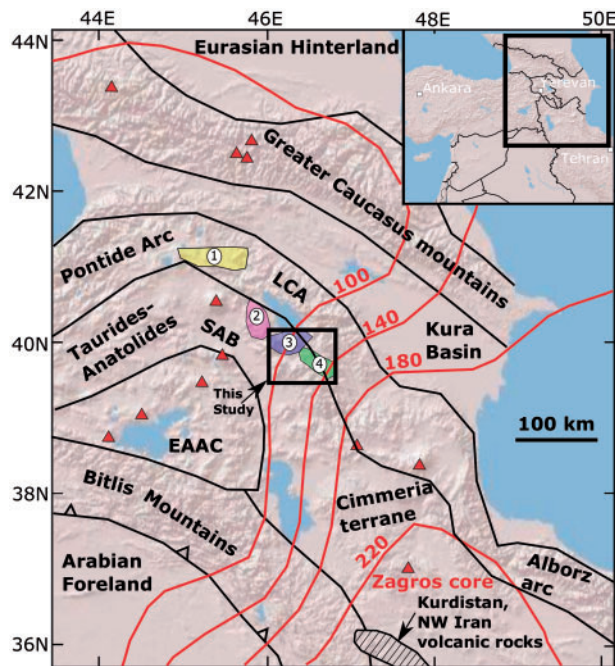 44E 46E 48E 50E
44N
42N
40N
38N
36N
Eurasian Hinterland
Ankara
Yerevan
Tehran
Greater Caucasus mountains
Pontide Arc
1
LCA
100
140
180
Kura
Basin
Taurides-
Anatolides
2
SAB
3
4
This
Study
100 km
EAAC
Bitlis Mountains
Cimmeria
terrane
Arabian
Foreland
220
Zagros core
Alborz
arc
Kurdistan,
NW Iran
volcanic rocks